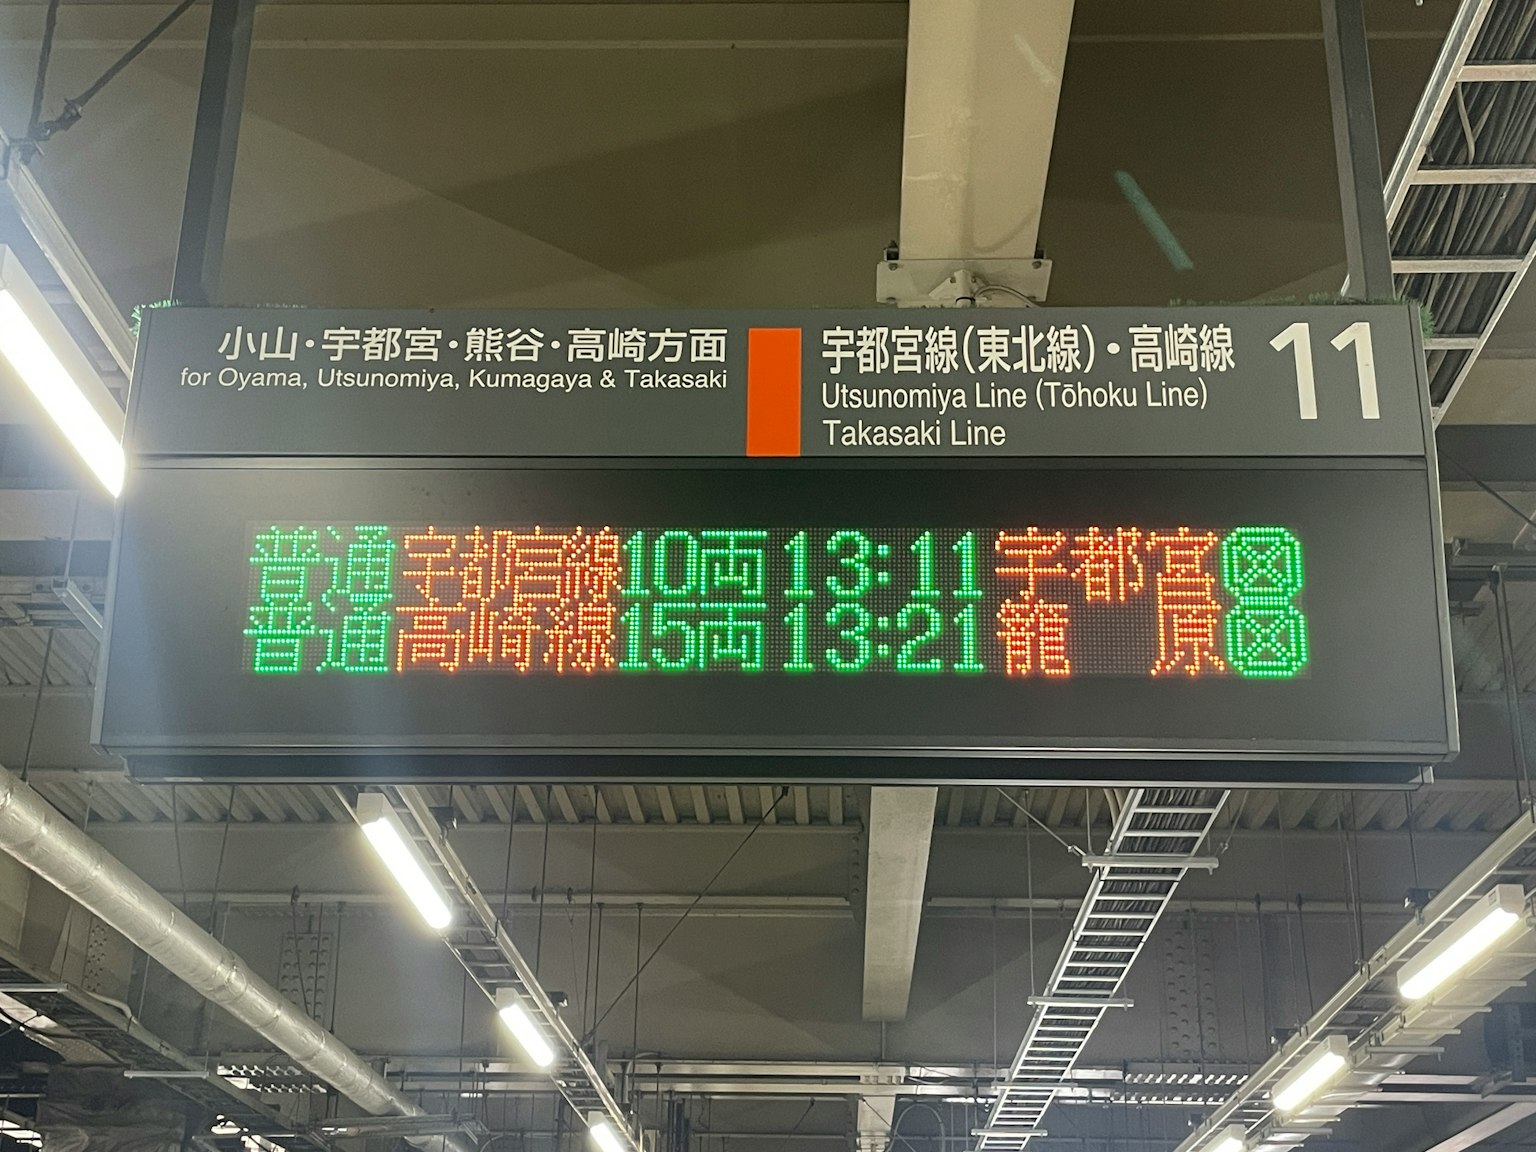 小山・宇都宮・熊谷・高崎方面
for Oyama, Utsunomiya, Kumagaya & Takasaki
宇都宮線(東北線)・高崎線
Utsunomiya Line (Tōhoku Line)
Takasaki Line
11
普通 宇都宮線 10両 13:11 宇都宮
普通 高崎線 15両 13:21 籠 原